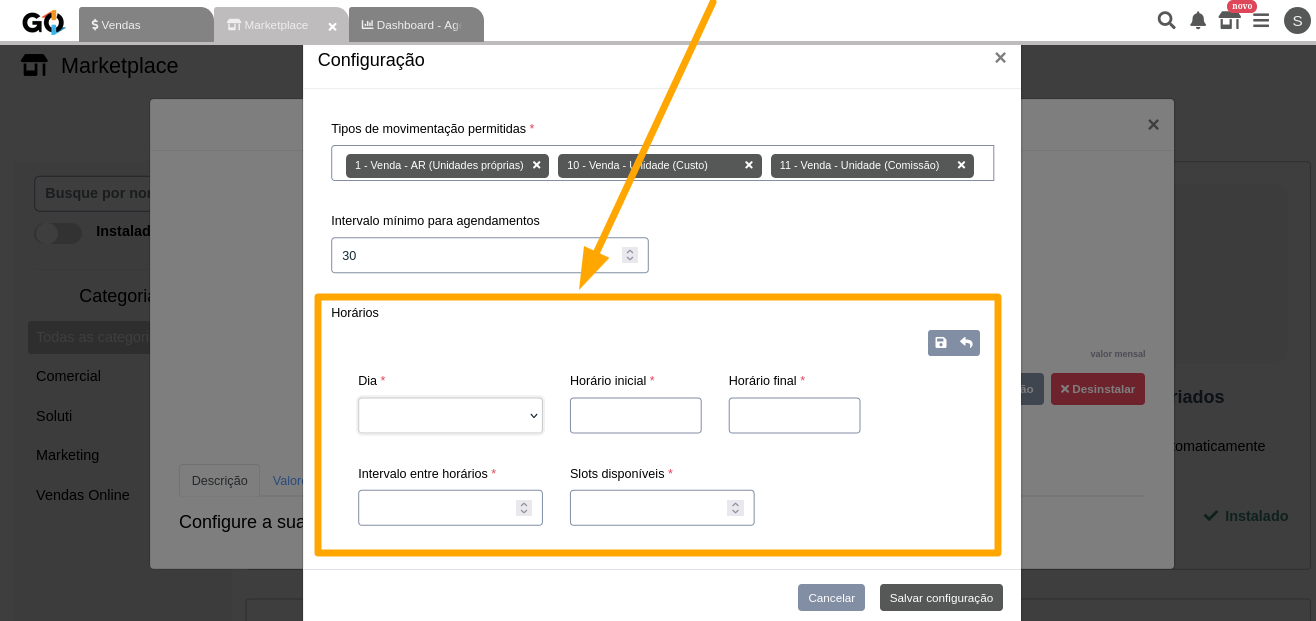 GO
Vendas
Marketplace
Dashboard - Ag
novo
S
Marketplace
Configuração
Tipos de movimentação permitidas *
1 - Venda - AR (Unidades próprias)
10 - Venda - Unidade (Custo)
11 - Venda - Unidade (Comissão)
Busque por nor
Instalad
Intervalo mínimo para agendamentos
30
Categoria
Todas as categori
Comercial
Soluti
Marketing
Vendas Online
Horários
Dia *
Horário inicial *
Horário final *
Intervalo entre horários *
Slots disponíveis *
valor mensal
ão
Desinstalar
riados
omaticamente
Descrição
Valore
Configure a sua
Instalado
Cancelar
Salvar configuração